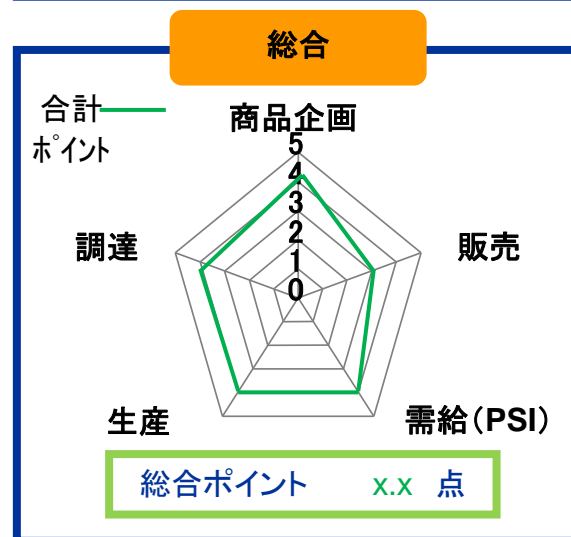 総合
合計
ポイント
商品企画
5
4
3
2
1
0
調達
販売
生産
需給(PSI)
総合ポイント x.x 点